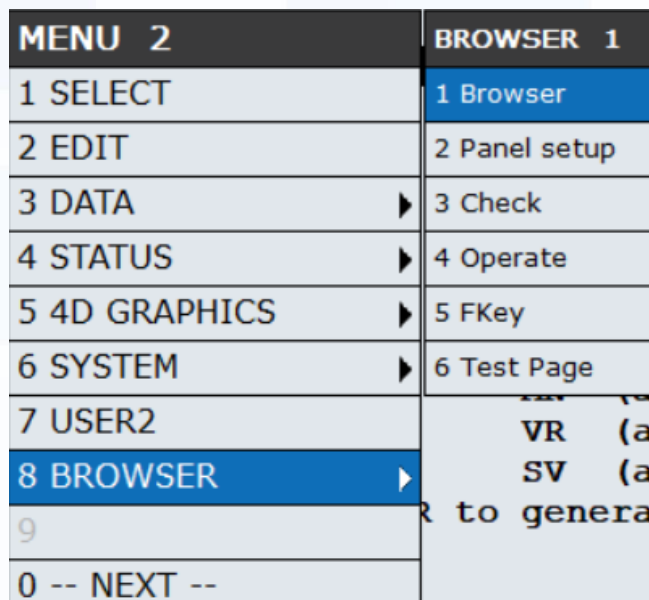 MENU 2
1 SELECT
2 EDIT
3 DATA
4 STATUS
5 4D GRAPHICS
6 SYSTEM
7 USER2
8 BROWSER
9
0 -- NEXT --
BROWSER 1
1 Browser
2 Panel setup
3 Check
4 Operate
5 FKey
6 Test Page
VR (a
SV (a
R to genera